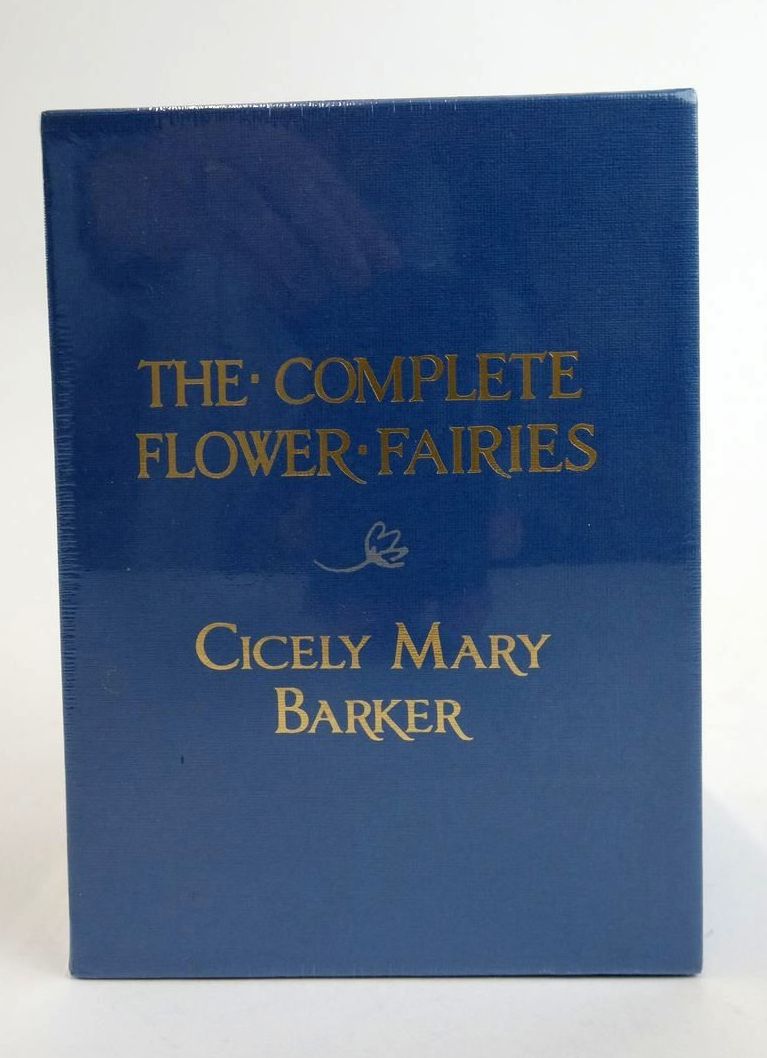 THE· COMPLETE
FLOWER·FAIRIES
CICELY MARY
BARKER